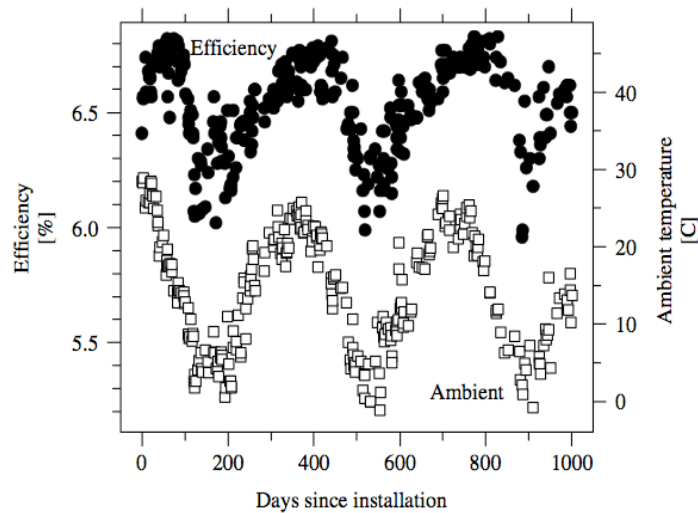 Efficiency
6.5
6.0
5.5
Efficiency
[%]
40
30
20
10
0
Ambient temperature
[C]
Ambient
0 200 400 600 800 1000
Days since installation